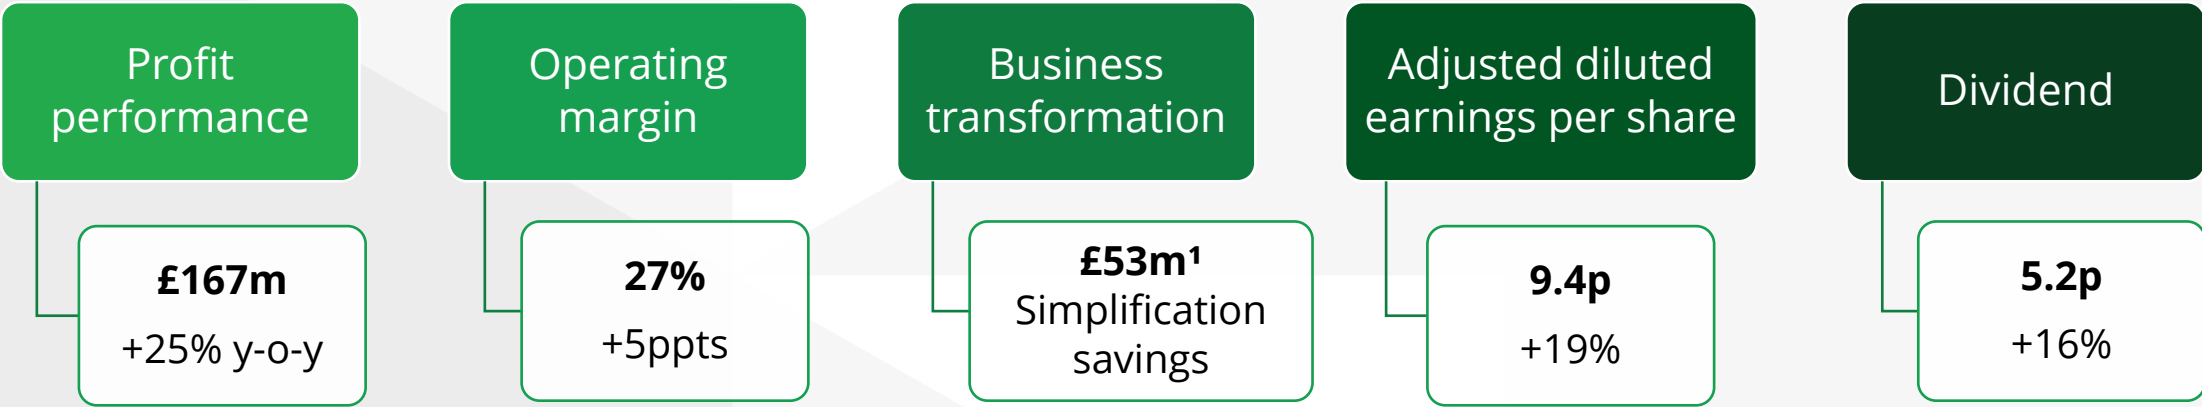 Profit
performance
£167m
+25% y-o-y
Operating
margin
27%
+5ppts
Business
transformation
£53m¹
Simplification
savings
Adjusted diluted
earnings per share
9.4p
+19%
Dividend
5.2p
+16%